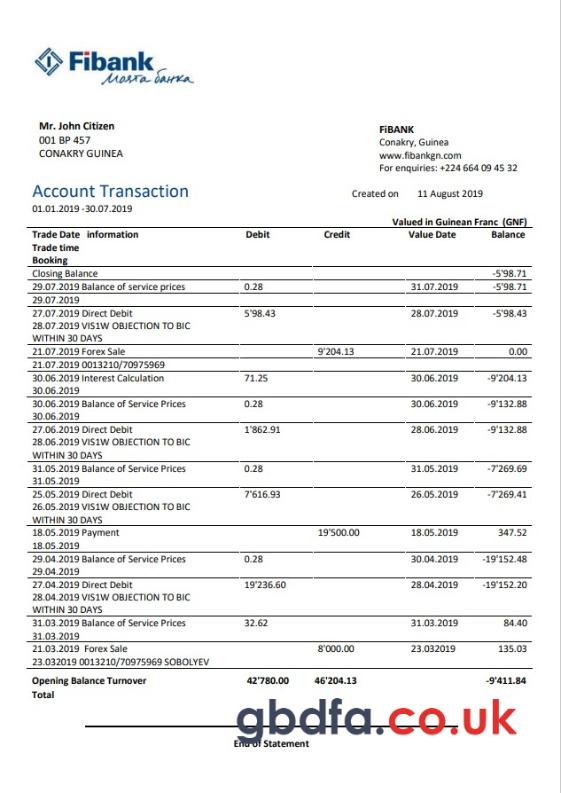 Fibank
Моята банка
Mr. John Citizen
001 BP 457
CONAKRY GUINEA
FiBANK
Conakry, Guinea
www.fibankgn.com
For enquiries: +224 664 09 45 32
Account Transaction
01.01.2019 -30.07.2019
Created on 11 August 2019
Valued in Guinean Franc (GNF)
Trade Date information Debit Credit Value Date Balance
Trade time
Booking
Closing Balance -5'98.71
29.07.2019 Balance of service prices 0.28 31.07.2019 -5'98.71
29.07.2019
27.07.2019 Direct Debit 5'98.43 28.07.2019 -5'98.43
28.07.2019 VIS1W OBJECTION TO BIC
WITHIN 30 DAYS
21.07.2019 Forex Sale 9'204.13 21.07.2019 0.00
21.07.2019 0013210/70975969
30.06.2019 Interest Calculation 71.25 30.06.2019 -9'204.13
30.06.2019
30.06.2019 Balance of Service Prices 0.28 30.06.2019 -9'132.88
30.06.2019
27.06.2019 Direct Debit 1'862.91 28.06.2019 -9'132.88
28.06.2019 VIS1W OBJECTION TO BIC
WITHIN 30 DAYS
31.05.2019 Balance of Service Prices 0.28 31.05.2019 -7'269.69
31.05.2019
25.05.2019 Direct Debit 7'616.93 26.05.2019 -7'269.41
26.05.2019 VIS1W OBJECTION TO BIC
WITHIN 30 DAYS
18.05.2019 Payment 19'500.00 18.05.2019 347.52
18.05.2019
29.04.2019 Balance of Service Prices 0.28 30.04.2019 -19'152.48
29.04.2019
27.04.2019 Direct Debit 19'236.60 28.04.2019 -19'152.20
28.04.2019 VIS1W OBJECTION TO BIC
WITHIN 30 DAYS
31.03.2019 Balance of Service Prices 32.62 31.03.2019 84.40
31.03.2019
21.03.2019 Forex Sale 8'000.00 23.032019 135.03
23.032019 0013210/70975969 SOBOLYEV
Opening Balance Turnover 42'780.00 46'204.13 -9'411.84
Total
gbdfa.co.uk
End of Statement